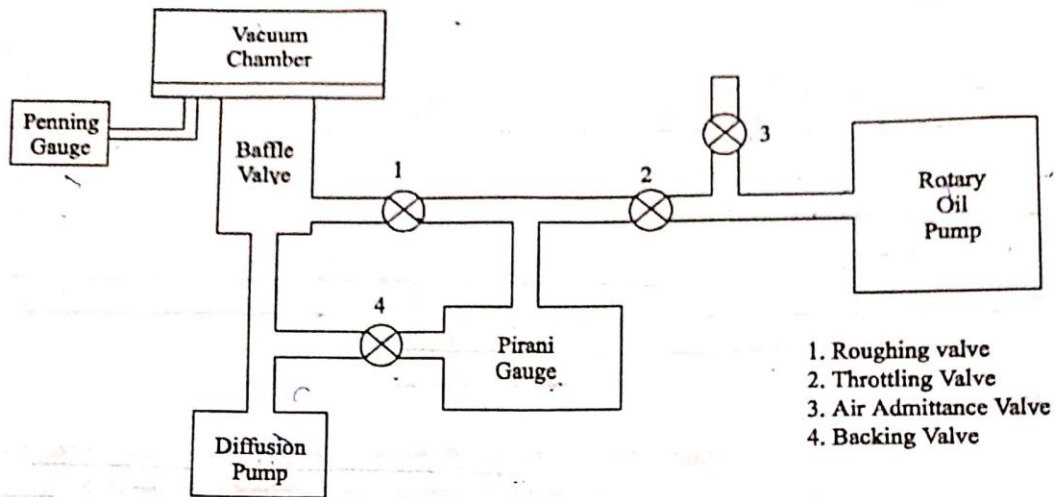 Vacuum
Chamber
Penning
Gauge
Baffle
Valve
1
2
3
Rotary
Oil
Pump
4
Pirani
Gauge
Diffusion
Pump
1. Roughing valve
2. Throttling Valve
3. Air Admittance Valve
4. Backing Valve